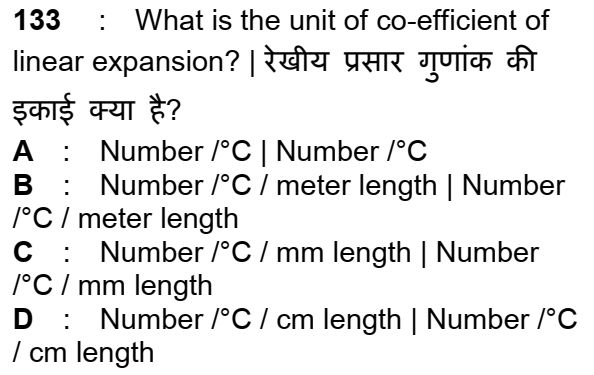 133 : What is the unit of co-efficient of
linear expansion? | रेखीय प्रसार गुणांक की
इकाई क्या है?
A : Number /°C | Number /°C
B : Number /°C / meter length | Number
/°C / meter length
C : Number /°C / mm length | Number
/°C / mm length
D : Number /°C / cm length | Number /°C
/ cm length